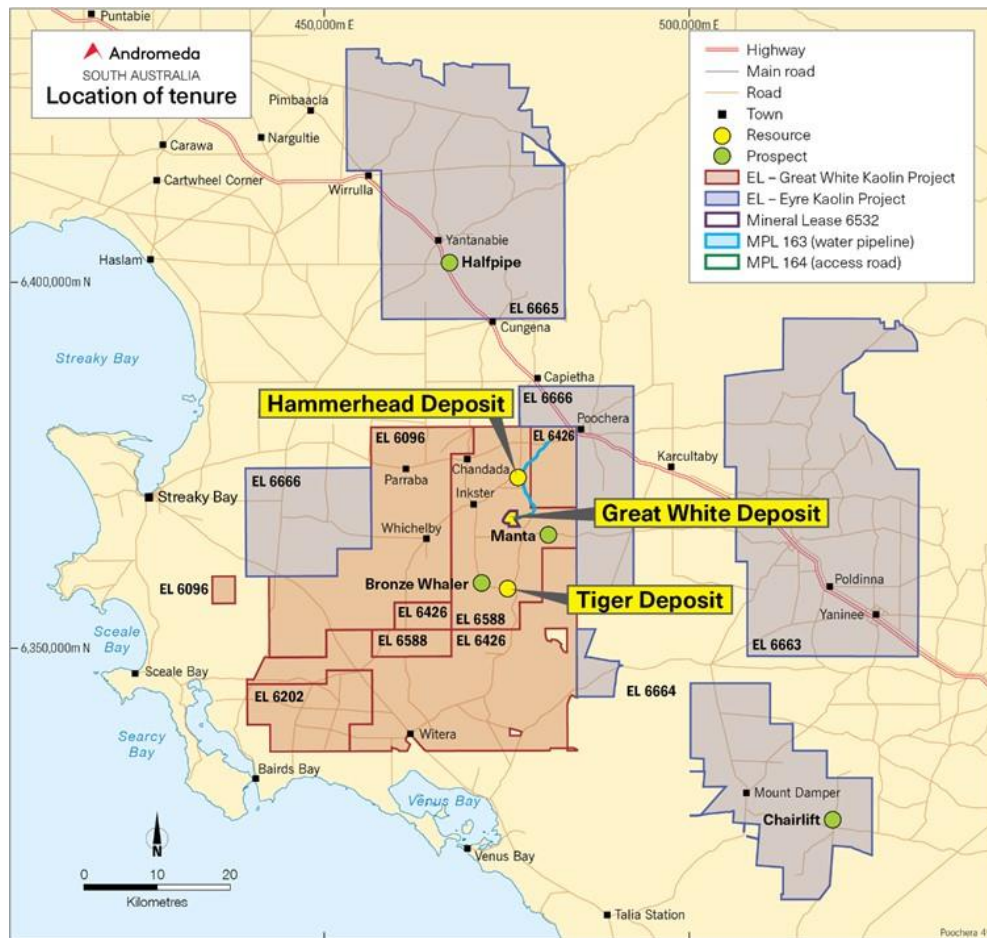 Puntabie
450,000m E
500,000m E
Andromeda
SOUTH AUSTRALIA
Location of tenure
Highway
Main road
Road
Town
Resource
Prospect
EL – Great White Kaolin Project
EL – Eyre Kaolin Project
Mineral Lease 6532
MPL 163 (water pipeline)
MPL 164 (access road)
Pimbaacla
Nargultie
Carawa
Cartwheel Corner
Wirrulla
Yantanabie
Haslam
Halfpipe
6,400,000m N
EL 6665
Cungena
Streaky Bay
Capietha
Hammerhead Deposit
EL 6666
Poochera
EL 6096
EL 6426
Chandada
Parraba
Karcultaby
EL 6666
Inkster
Streaky Bay
Great White Deposit
Whichelby
Manta
Bronze Whaler
Poldinna
EL 6096
Tiger Deposit
EL 6426
EL 6588
Yaninee
Sceale
Bay
EL 6588
EL 6426
6,350,000m N
EL 6663
Sceale Bay
EL 6664
EL 6202
Searcy
Bay
Witera
Bairds Bay
Mount Damper
Venus Bay
Chairlift
N
Venus Bay
0 10 20
Kilometres
Talia Station
Poochera 4